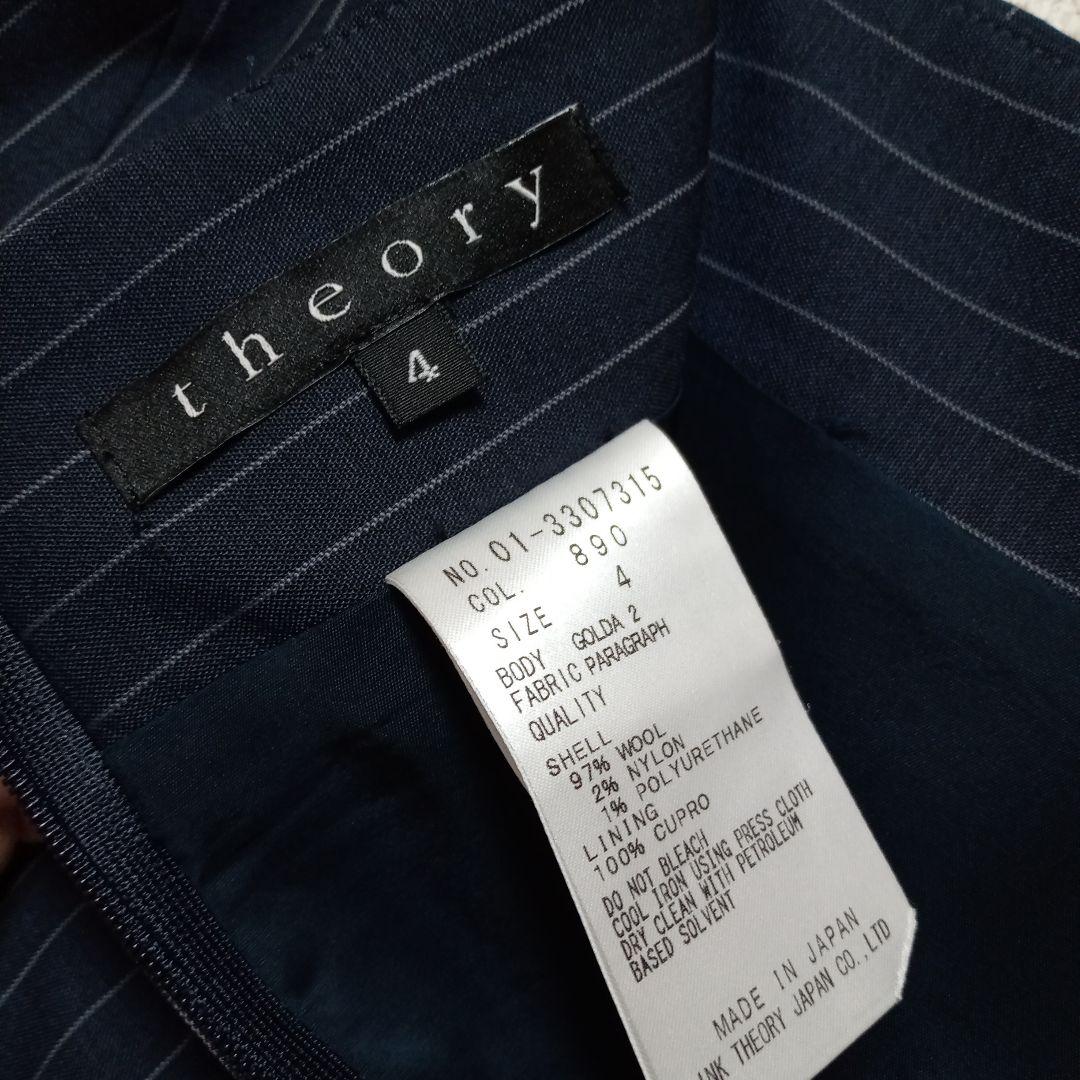 theory
4
NO. 01-3307315
COL. 890
SIZE 4
BODY GOLDA 2
FABRIC PARAGRAPH
QUALITY
SHELL
97% WOOL
2% NYLON
1% POLYURETHANE
LINING
100% CUPRO
DO NOT BLEACH
COOL IRON USING PRESS CLOTH
DRY CLEAN WITH PETROLEUM
BASED SOLVENT
MADE IN JAPAN
THEORY JAPAN CO.,LTD